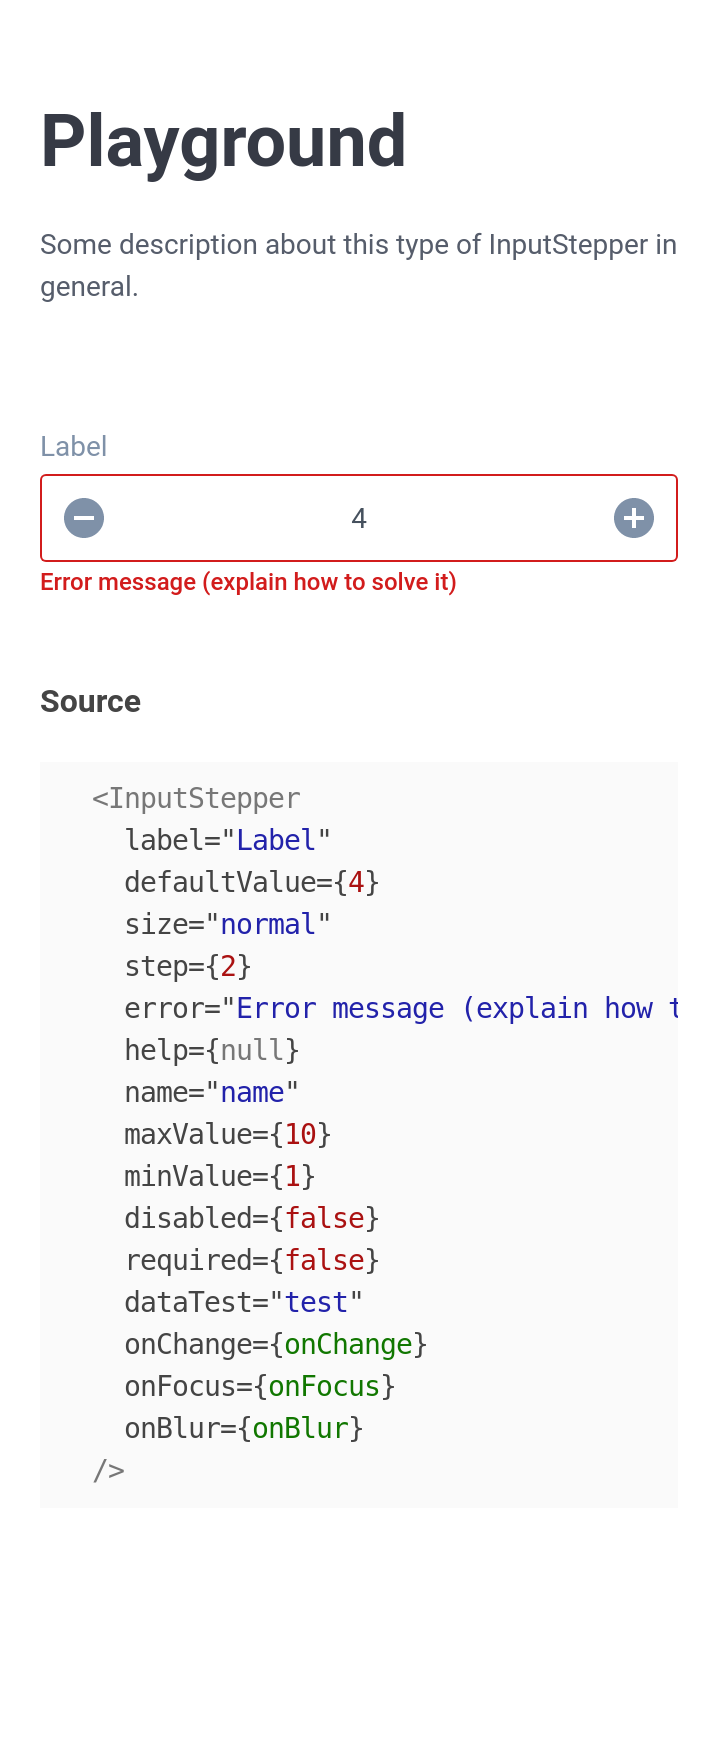 Playground
Some description about this type of InputStepper in
general.
Label
4
Error message (explain how to solve it)
Source
<InputStepper
  label="Label"
  defaultValue={4}
  size="normal"
  step={2}
  error="Error message (explain how
  help={null}
  name="name"
  maxValue={10}
  minValue={1}
  disabled={false}
  required={false}
  dataTest="test"
  onChange={onChange}
  onFocus={onFocus}
  onBlur={onBlur}
/>